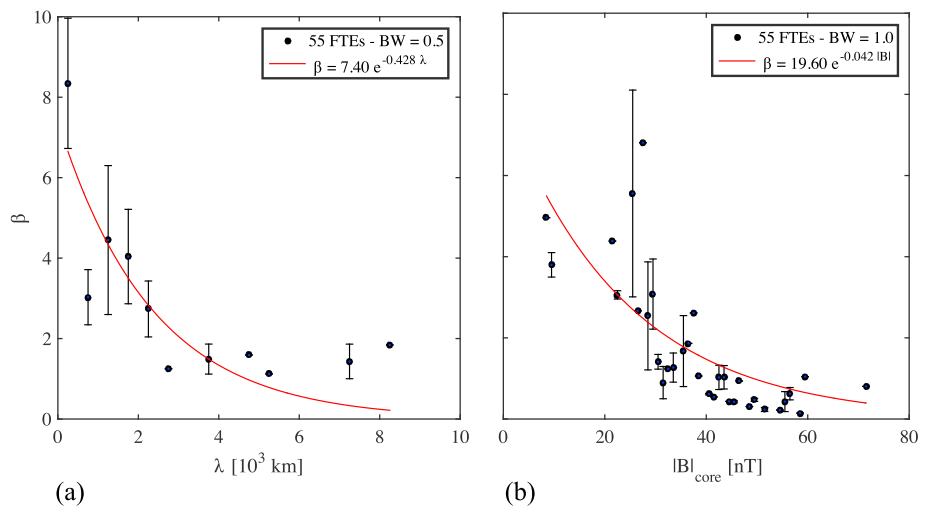 10
8
6
4
2
0
β
0 2 4 6 8 10
λ [10³ km]
55 FTEs - BW = 0.5
β = 7.40 e^-0.428 λ
(a)
55 FTEs - BW = 1.0
β = 19.60 e^-0.042 |B|
0 20 40 60 80
|B|core [nT]
(b)